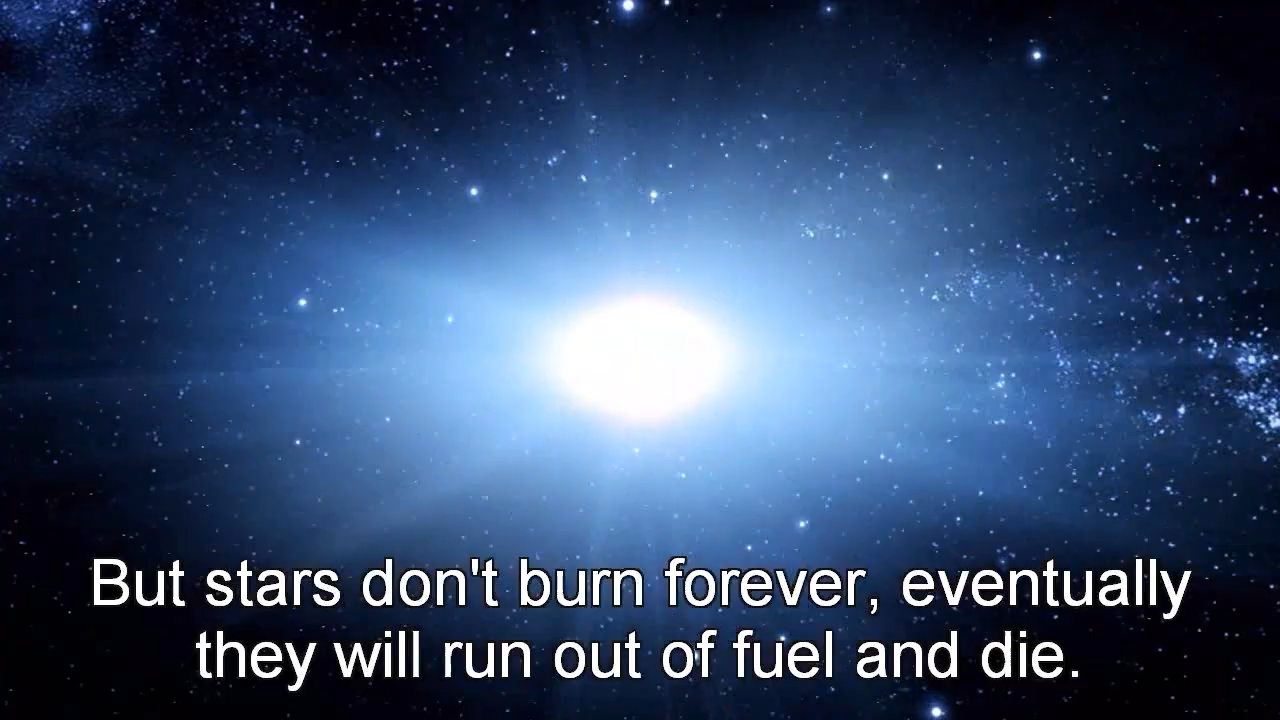 But stars don't burn forever, eventually
they will run out of fuel and die.